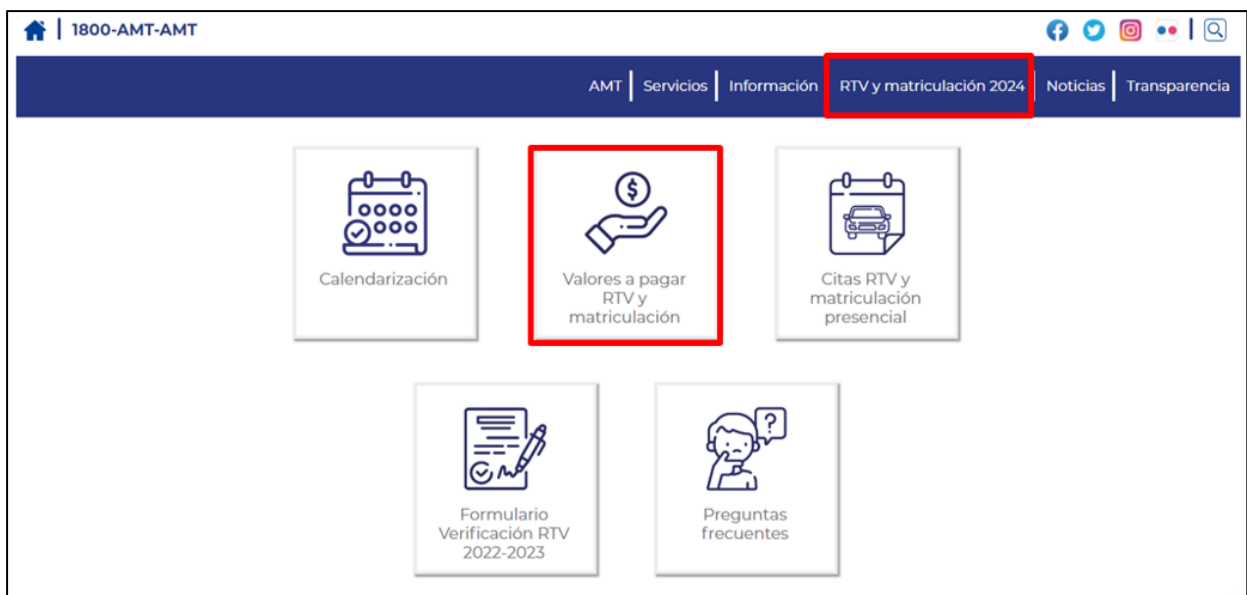 1800-AMT-AMT
AMT | Servicios | Información | RTV y matriculación 2024 | Noticias | Transparencia
Calendarización
Valores a pagar
RTV y
matriculación
Citas RTV y
matriculación
presencial
Formulario
Verificación RTV
2022-2023
Preguntas
frecuentes